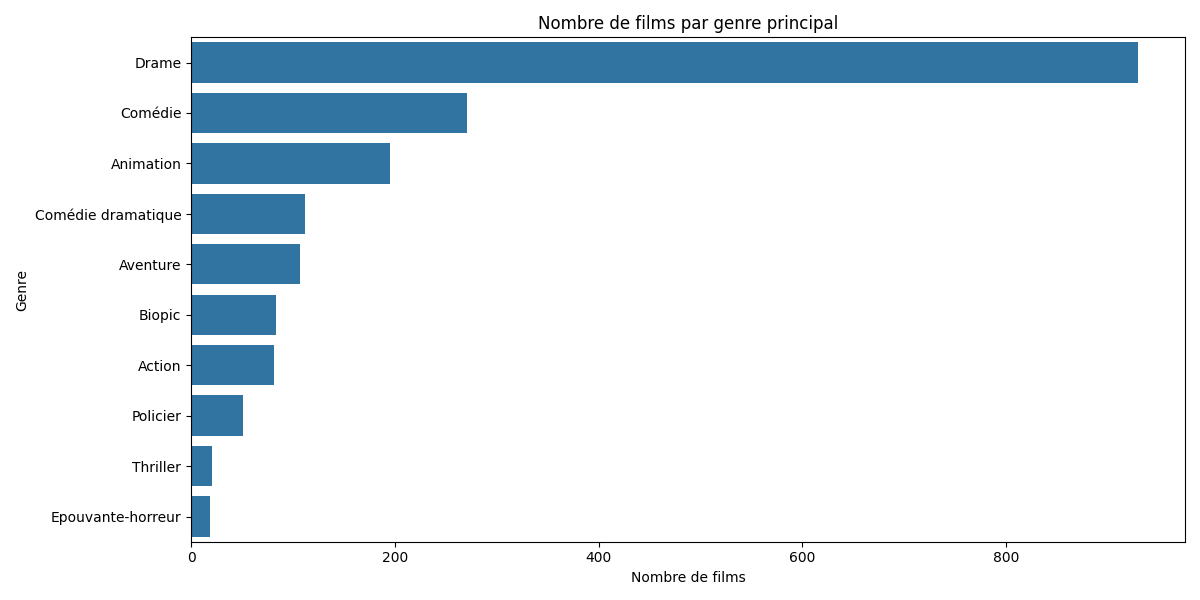 Nombre de films par genre principal
Drame
Comédie
Animation
Comédie dramatique
Aventure
Biopic
Action
Policier
Thriller
Epouvante-horreur
Genre
0 200 400 600 800
Nombre de films